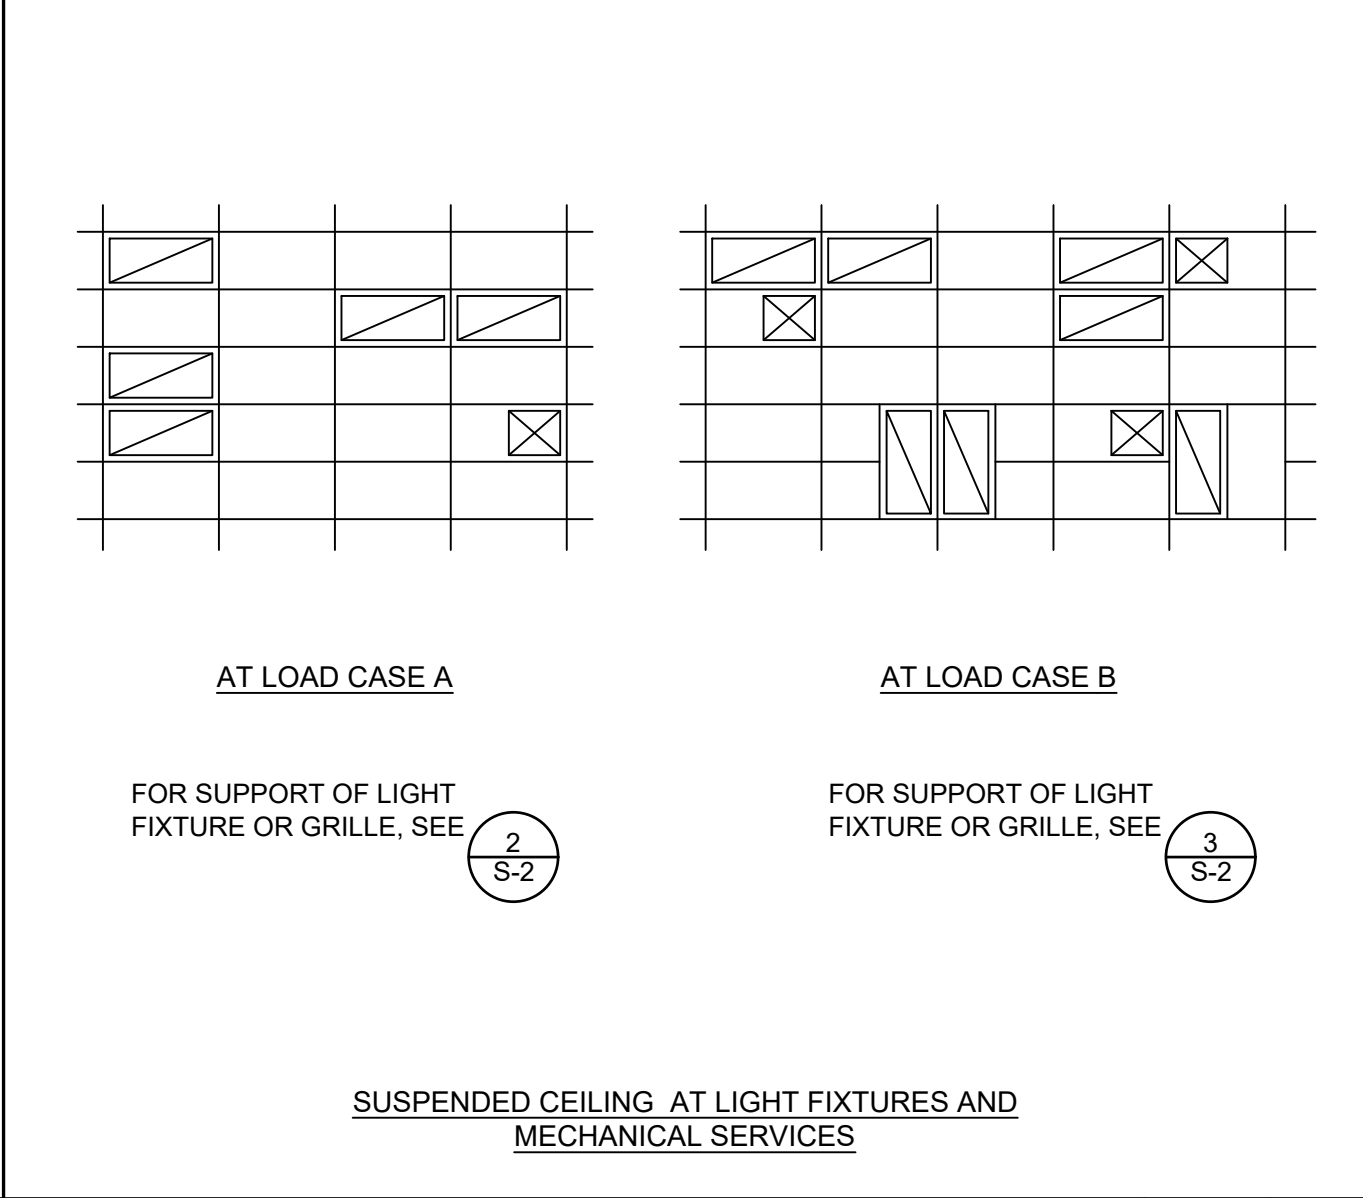 AT LOAD CASE A
AT LOAD CASE B
FOR SUPPORT OF LIGHT
FIXTURE OR GRILLE, SEE
2
S-2
FOR SUPPORT OF LIGHT
FIXTURE OR GRILLE, SEE
3
S-2
SUSPENDED CEILING AT LIGHT FIXTURES AND
MECHANICAL SERVICES